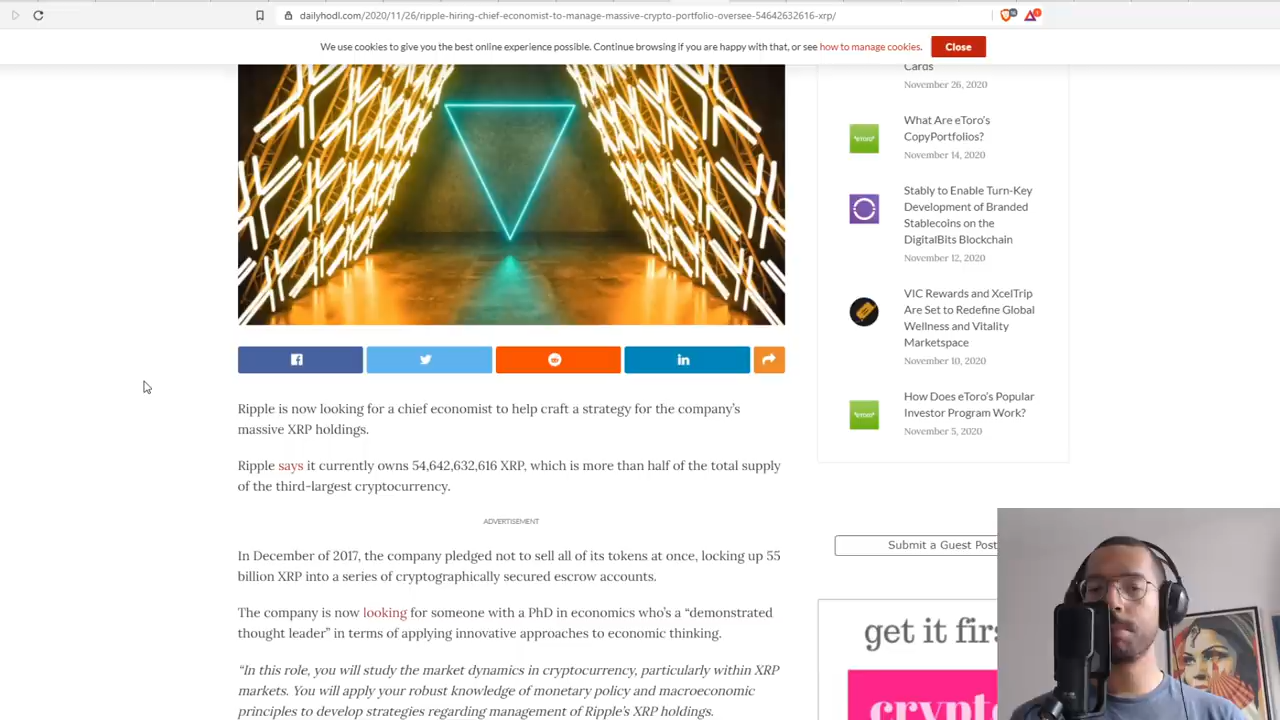 dailyhodl.com/2020/11/26/ripple-hiring-chief-economist-to-manage-massive-crypto-portfolio-oversee-54642632616-xrp/
We use cookies to give you the best online experience possible. Continue browsing if you are happy with that, or see how to manage cookies.
Close
Ripple is now looking for a chief economist to help craft a strategy for the company's
massive XRP holdings.
Ripple says it currently owns 54,642,632,616 XRP, which is more than half of the total supply
of the third-largest cryptocurrency.
ADVERTISEMENT
In December of 2017, the company pledged not to sell all of its tokens at once, locking up 55
billion XRP into a series of cryptographically secured escrow accounts.
The company is now looking for someone with a PhD in economics who's a “demonstrated
thought leader” in terms of applying innovative approaches to economic thinking.
“In this role, you will study the market dynamics in cryptocurrency, particularly within XRP
markets. You will apply your robust knowledge of monetary policy and macroeconomic
principles to develop strategies regarding management of Ripple's XRP holdings.
Cards
November 26, 2020
eToro
What Are eToro's
CopyPortfolios?
November 14, 2020
Stably to Enable Turn-Key
Development of Branded
Stablecoins on the
DigitalBits Blockchain
November 12, 2020
VIC Rewards and XcelTrip
Are Set to Redefine Global
Wellness and Vitality
Marketspace
November 10, 2020
eToro
How Does eToro's Popular
Investor Program Work?
November 5, 2020
Submit a Guest Post
get it firs
crypto